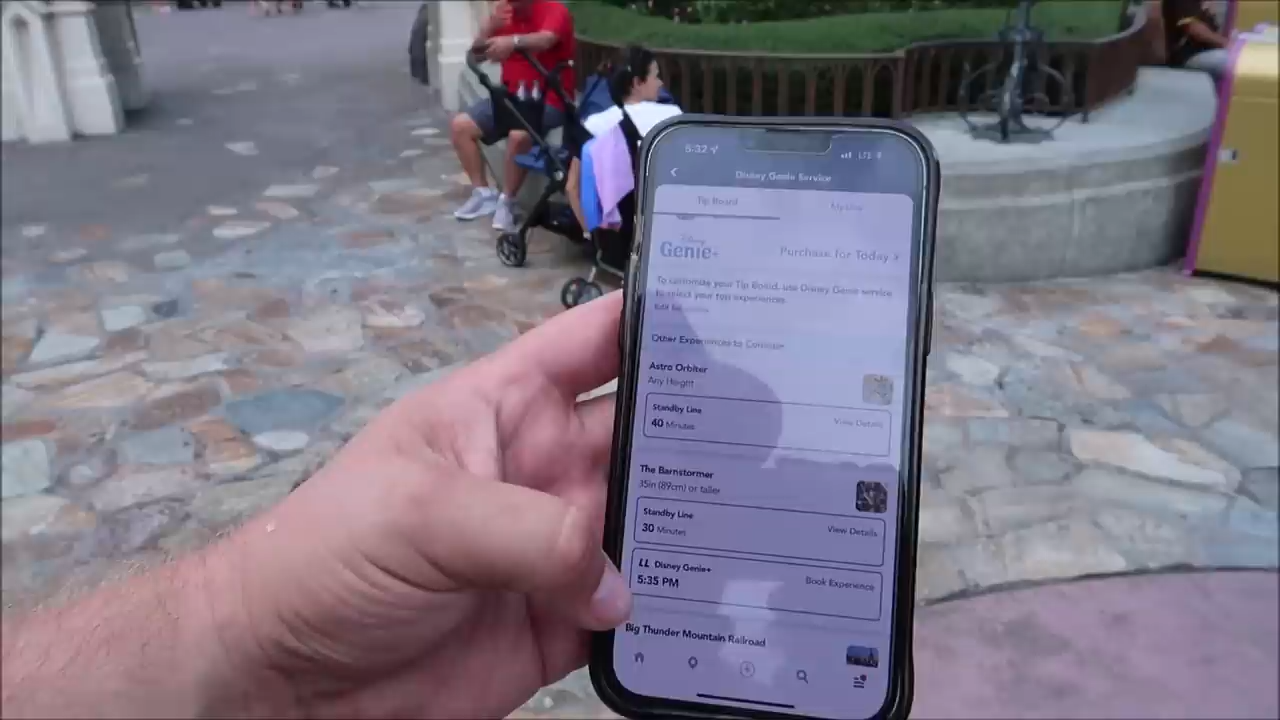 5:32
LTE
Disney Genie Service
Tip Board
My Day
Disney
Genie+
Purchase for Today >
To customize your Tip Board, use Disney Genie service
to select your top experiences.
Other Experiences to Consider
Astro Orbiter
Any Height
Standby Line
40 Minutes
View Details
The Barnstormer
35in (89cm) or taller
Standby Line
30 Minutes
View Details
LL Disney Genie+
5:35 PM
Book Experience
Big Thunder Mountain Railroad